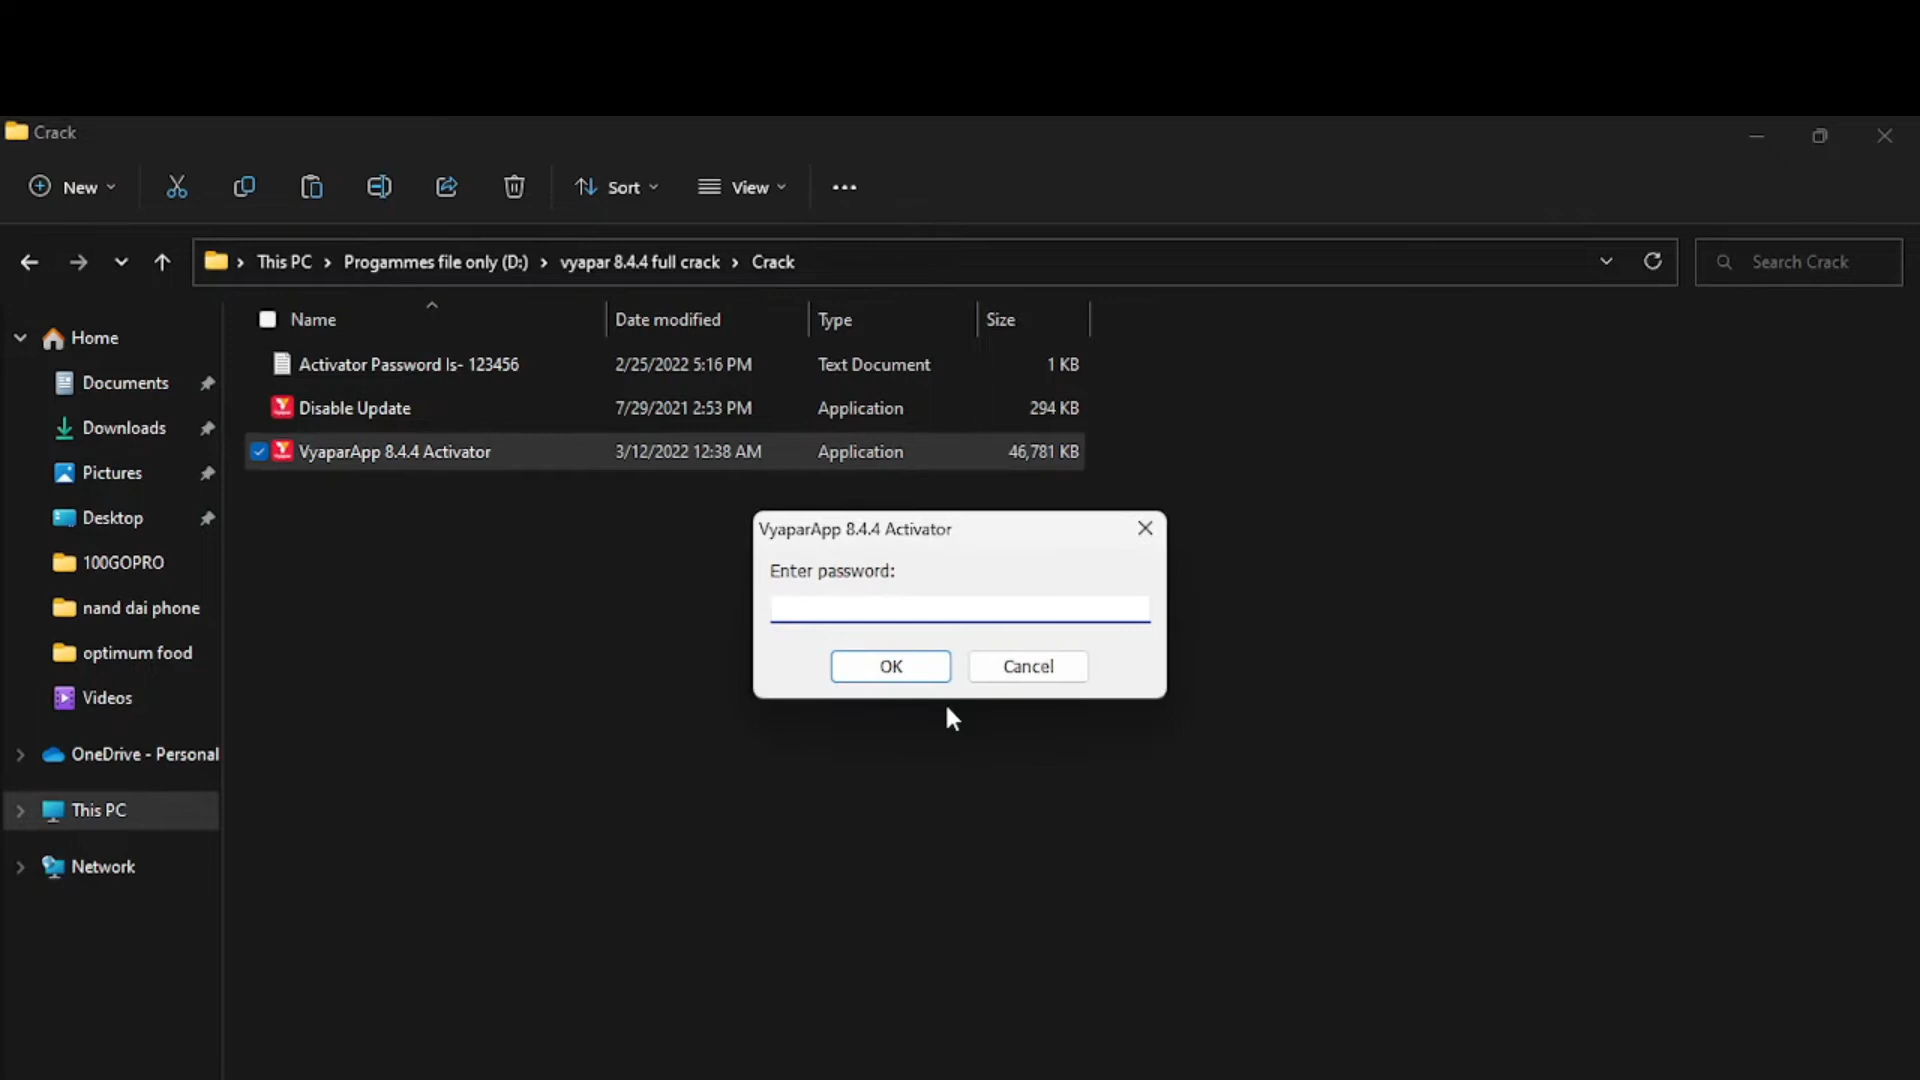 Crack
New
Sort
View
This PC > Progammes file only (D:) > vyapar 8.4.4 full crack > Crack
Search Crack
Name Date modified Type Size
Home
Documents
Downloads
Pictures
Desktop
100GOPRO
nand dai phone
optimum food
Videos
OneDrive - Personal
This PC
Network
Activator Password Is- 123456 2/25/2022 5:16 PM Text Document 1 KB
Disable Update 7/29/2021 2:53 PM Application 294 KB
VyaparApp 8.4.4 Activator 3/12/2022 12:38 AM Application 46,781 KB
VyaparApp 8.4.4 Activator
Enter password:
OK Cancel